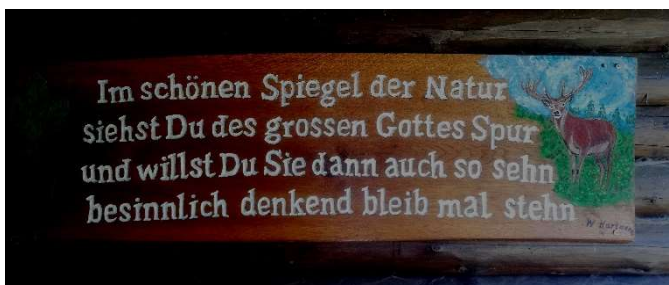 Im schönen Spiegel der Natur
siehst Du des grossen Gottes Spur
und willst Du Sie dann auch so sehn
besinnlich denkend bleib mal stehn